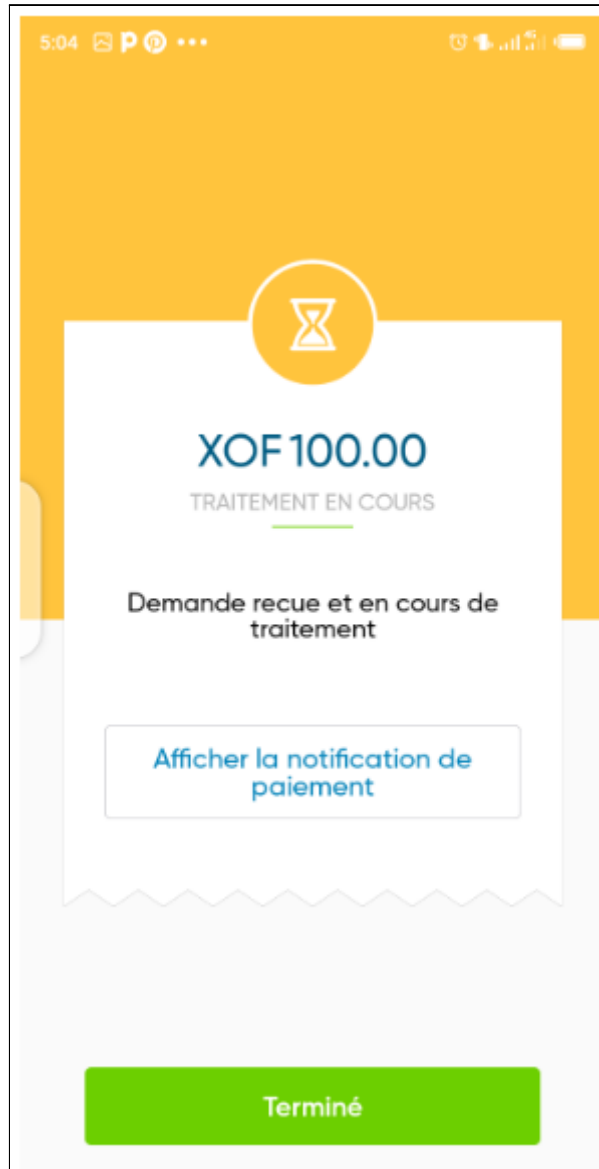 5:04
XOF 100.00
TRAITEMENT EN COURS
Demande recue et en cours de
traitement
Afficher la notification de
paiement
Terminé